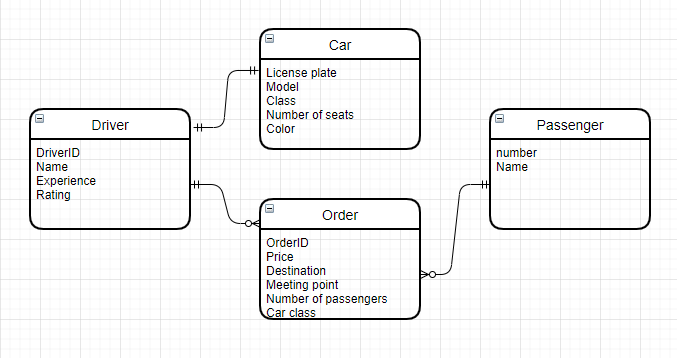 Car
License plate
Model
Class
Number of seats
Color
Driver
DriverID
Name
Experience
Rating
Passenger
number
Name
Order
OrderID
Price
Destination
Meeting point
Number of passengers
Car class